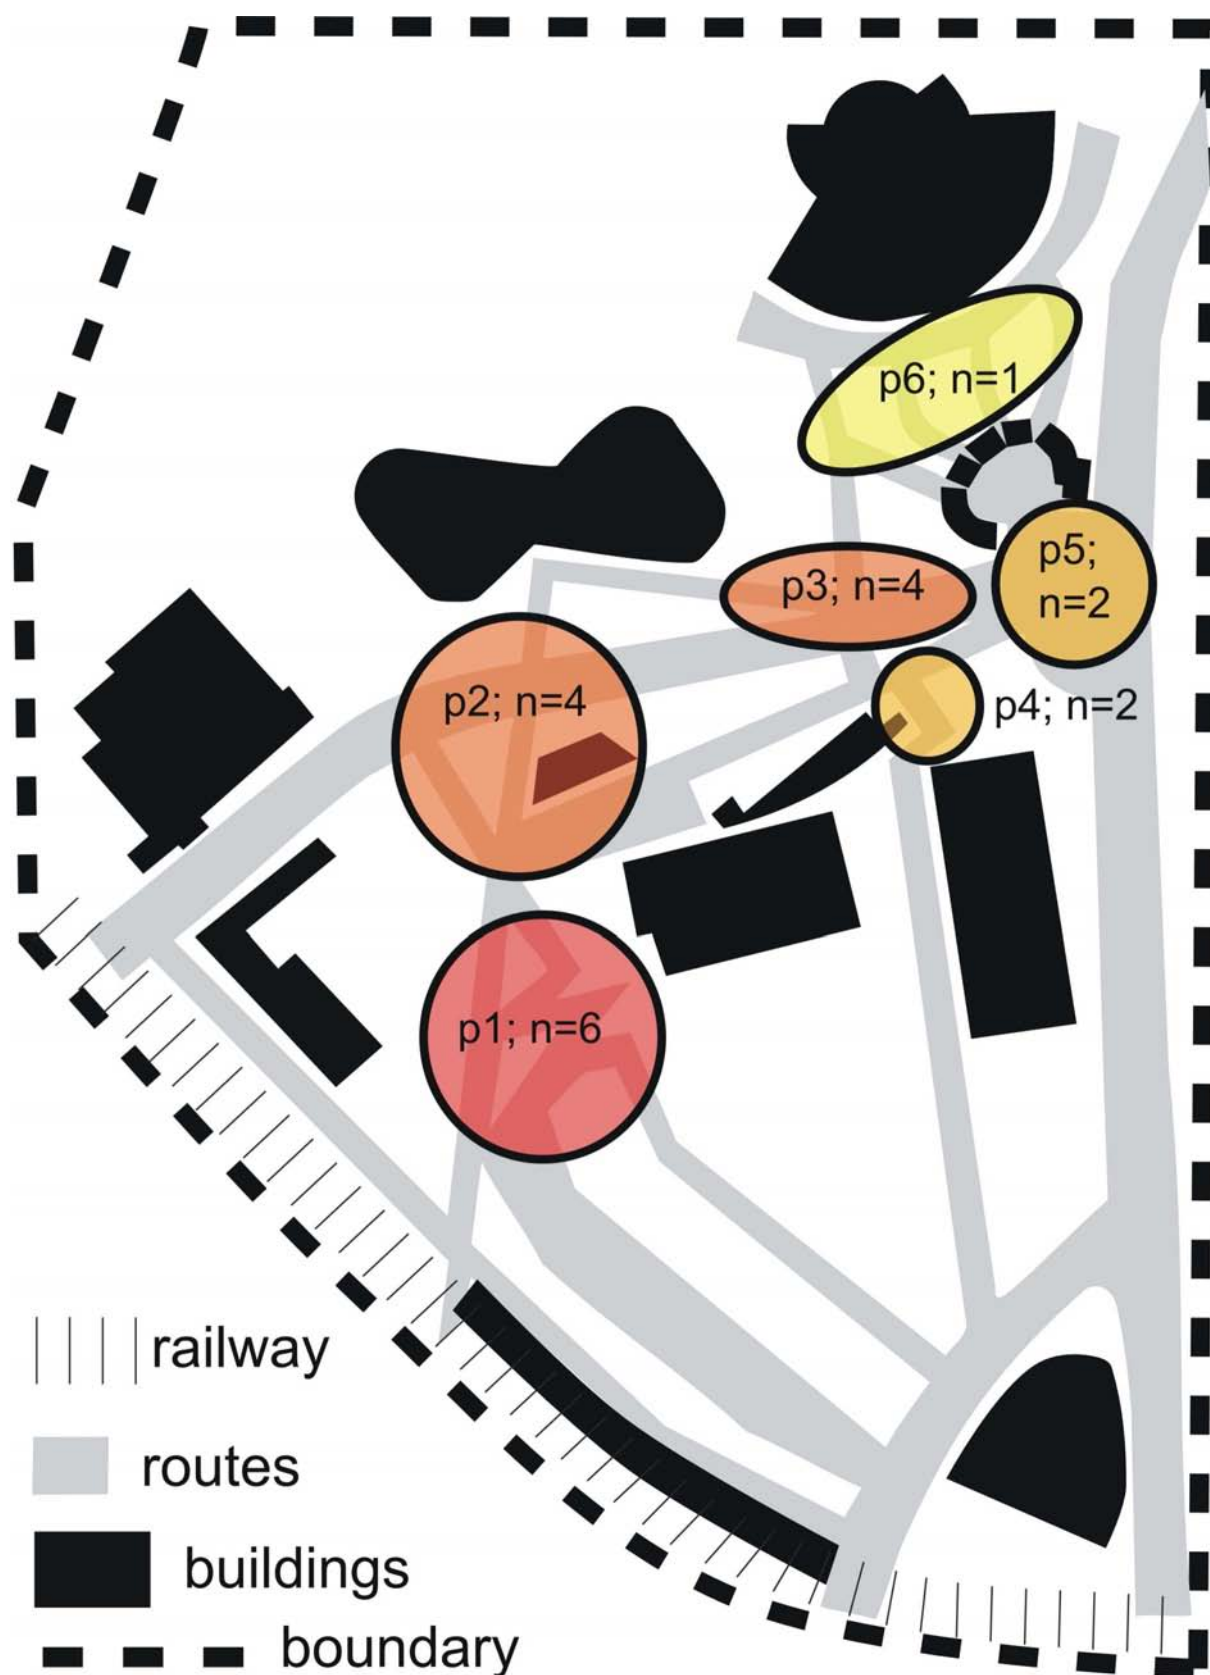 p6; n=1
p5;
n=2
p3; n=4
p2; n=4
p4; n=2
p1; n=6
railway
routes
buildings
boundary